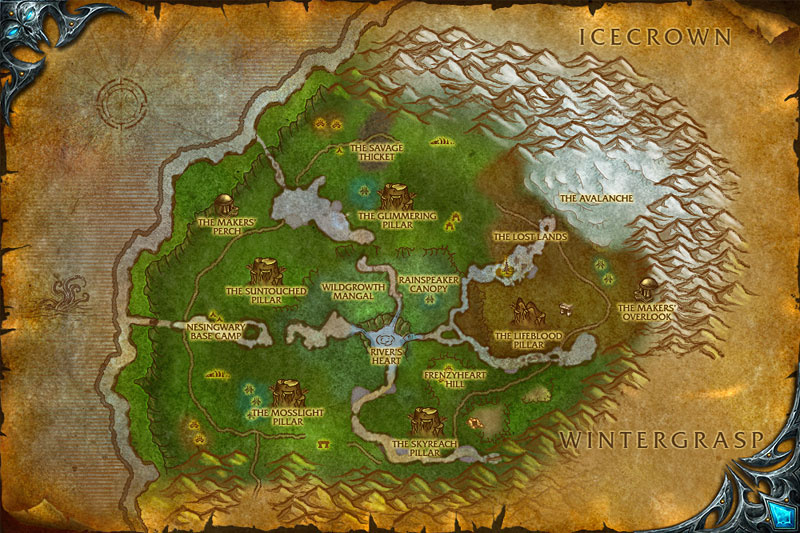 ICECROWN
THE SAVAGE
THICKET
THE AVALANCHE
THE MAKERS'
PERCH
THE GLIMMERING
PILLAR
THE LOST LANDS
THE SUNTOUCHED
PILLAR
WILDGROWTH
MANGAL
RAINSPEAKER
CANOPY
THE MAKERS'
OVERLOOK
NESINGWARY
BASE CAMP
THE LIFEBLOOD
PILLAR
RIVER'S
HEART
FRENZYHEART
HILL
THE MOSSLIGHT
PILLAR
THE SKYREACH
PILLAR
WINTERGRASP